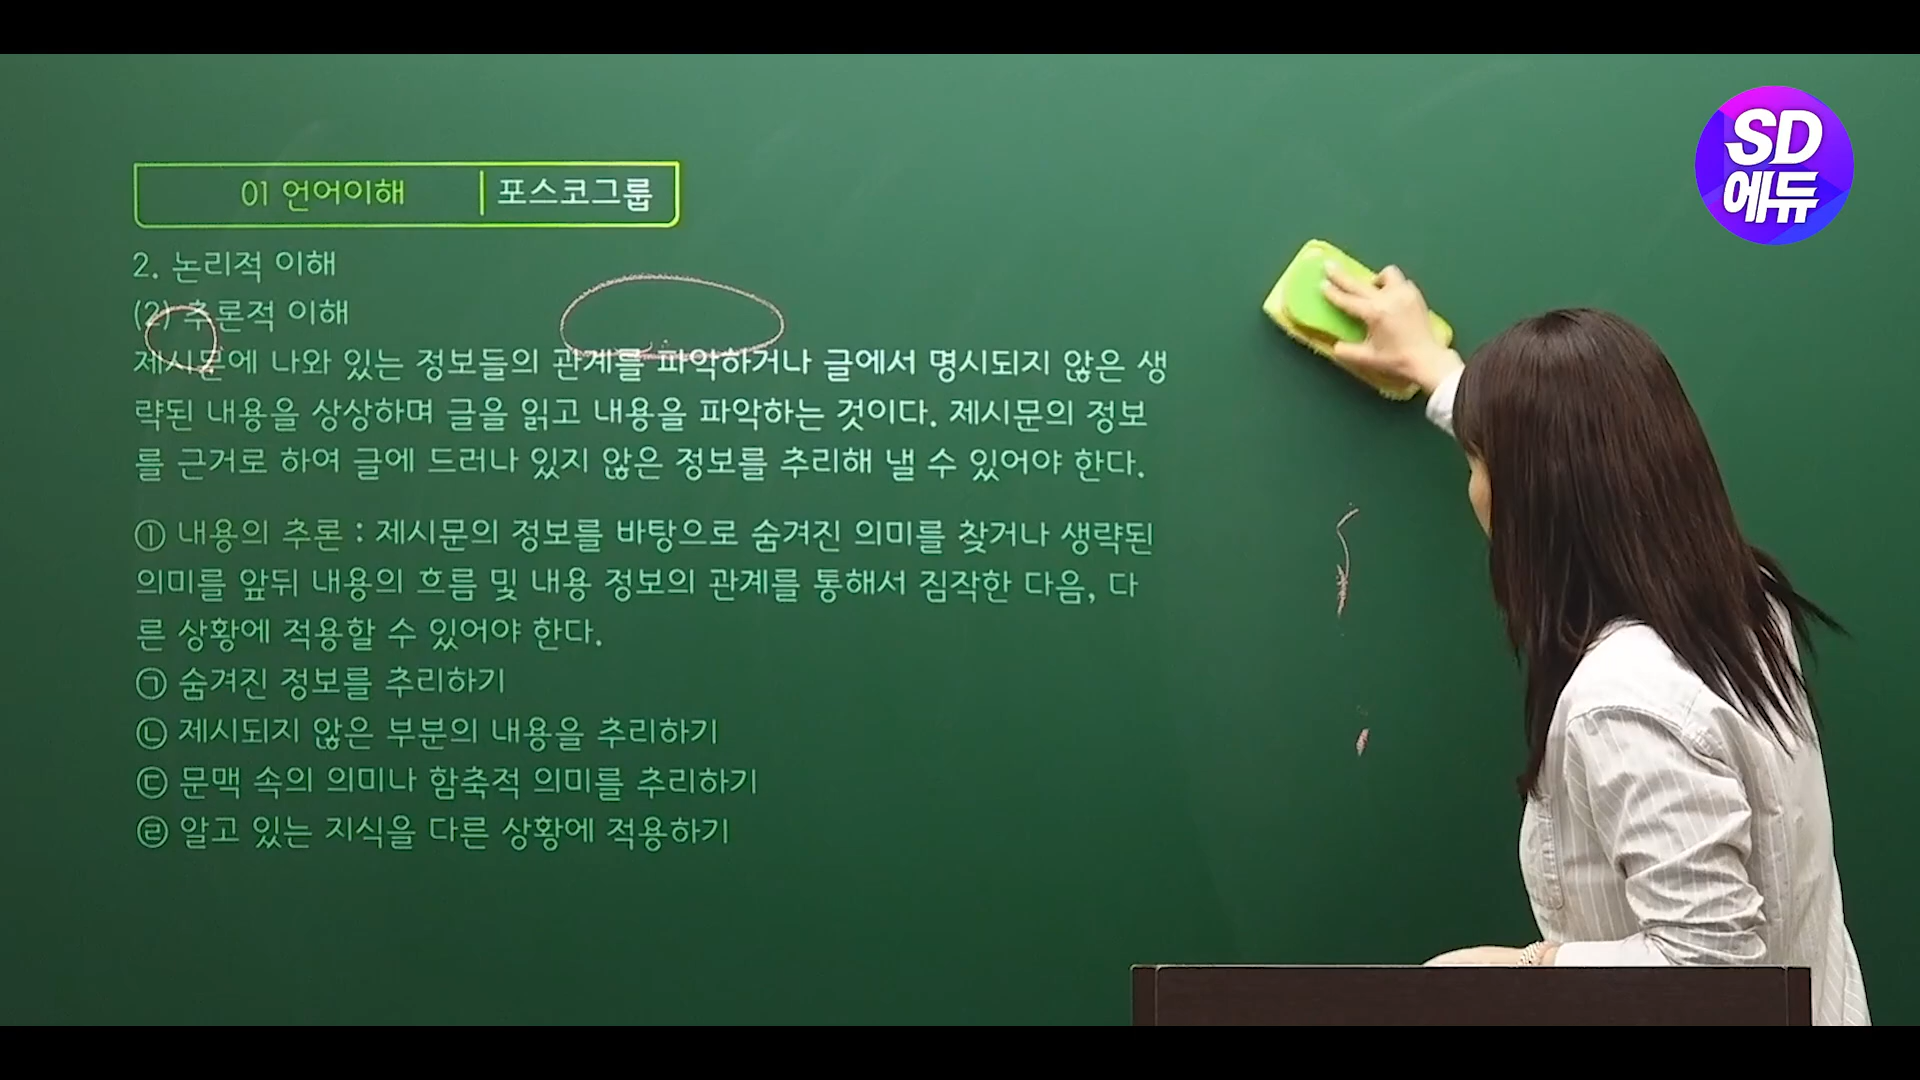 SD
에듀
01 언어이해 | 포스코그룹
2. 논리적 이해
(2) 추론적 이해
제시문에 나와 있는 정보들의 관계를 파악하거나 글에서 명시되지 않은 생
략된 내용을 상상하며 글을 읽고 내용을 파악하는 것이다. 제시문의 정보
를 근거로 하여 글에 드러나 있지 않은 정보를 추리해 낼 수 있어야 한다.
① 내용의 추론 : 제시문의 정보를 바탕으로 숨겨진 의미를 찾거나 생략된
의미를 앞뒤 내용의 흐름 및 내용 정보의 관계를 통해서 짐작한 다음, 다
른 상황에 적용할 수 있어야 한다.
㉠ 숨겨진 정보를 추리하기
㉡ 제시되지 않은 부분의 내용을 추리하기
㉢ 문맥 속의 의미나 함축적 의미를 추리하기
㉣ 알고 있는 지식을 다른 상황에 적용하기